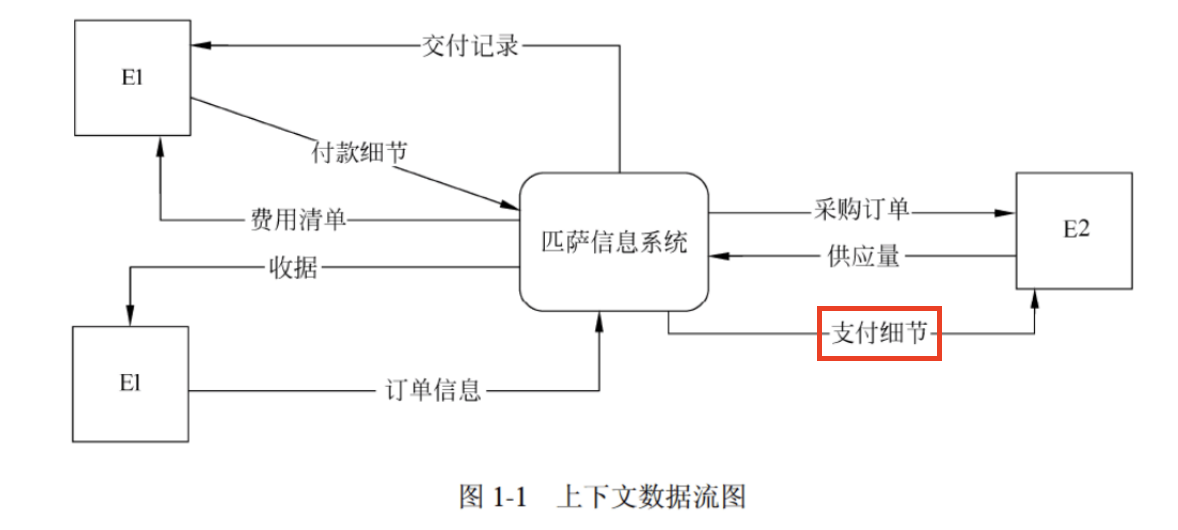 交付记录
E1
付款细节
费用清单
采购订单
E2
匹萨信息系统
供应量
收据
支付细节
E1
订单信息
图 1-1 上下文数据流图